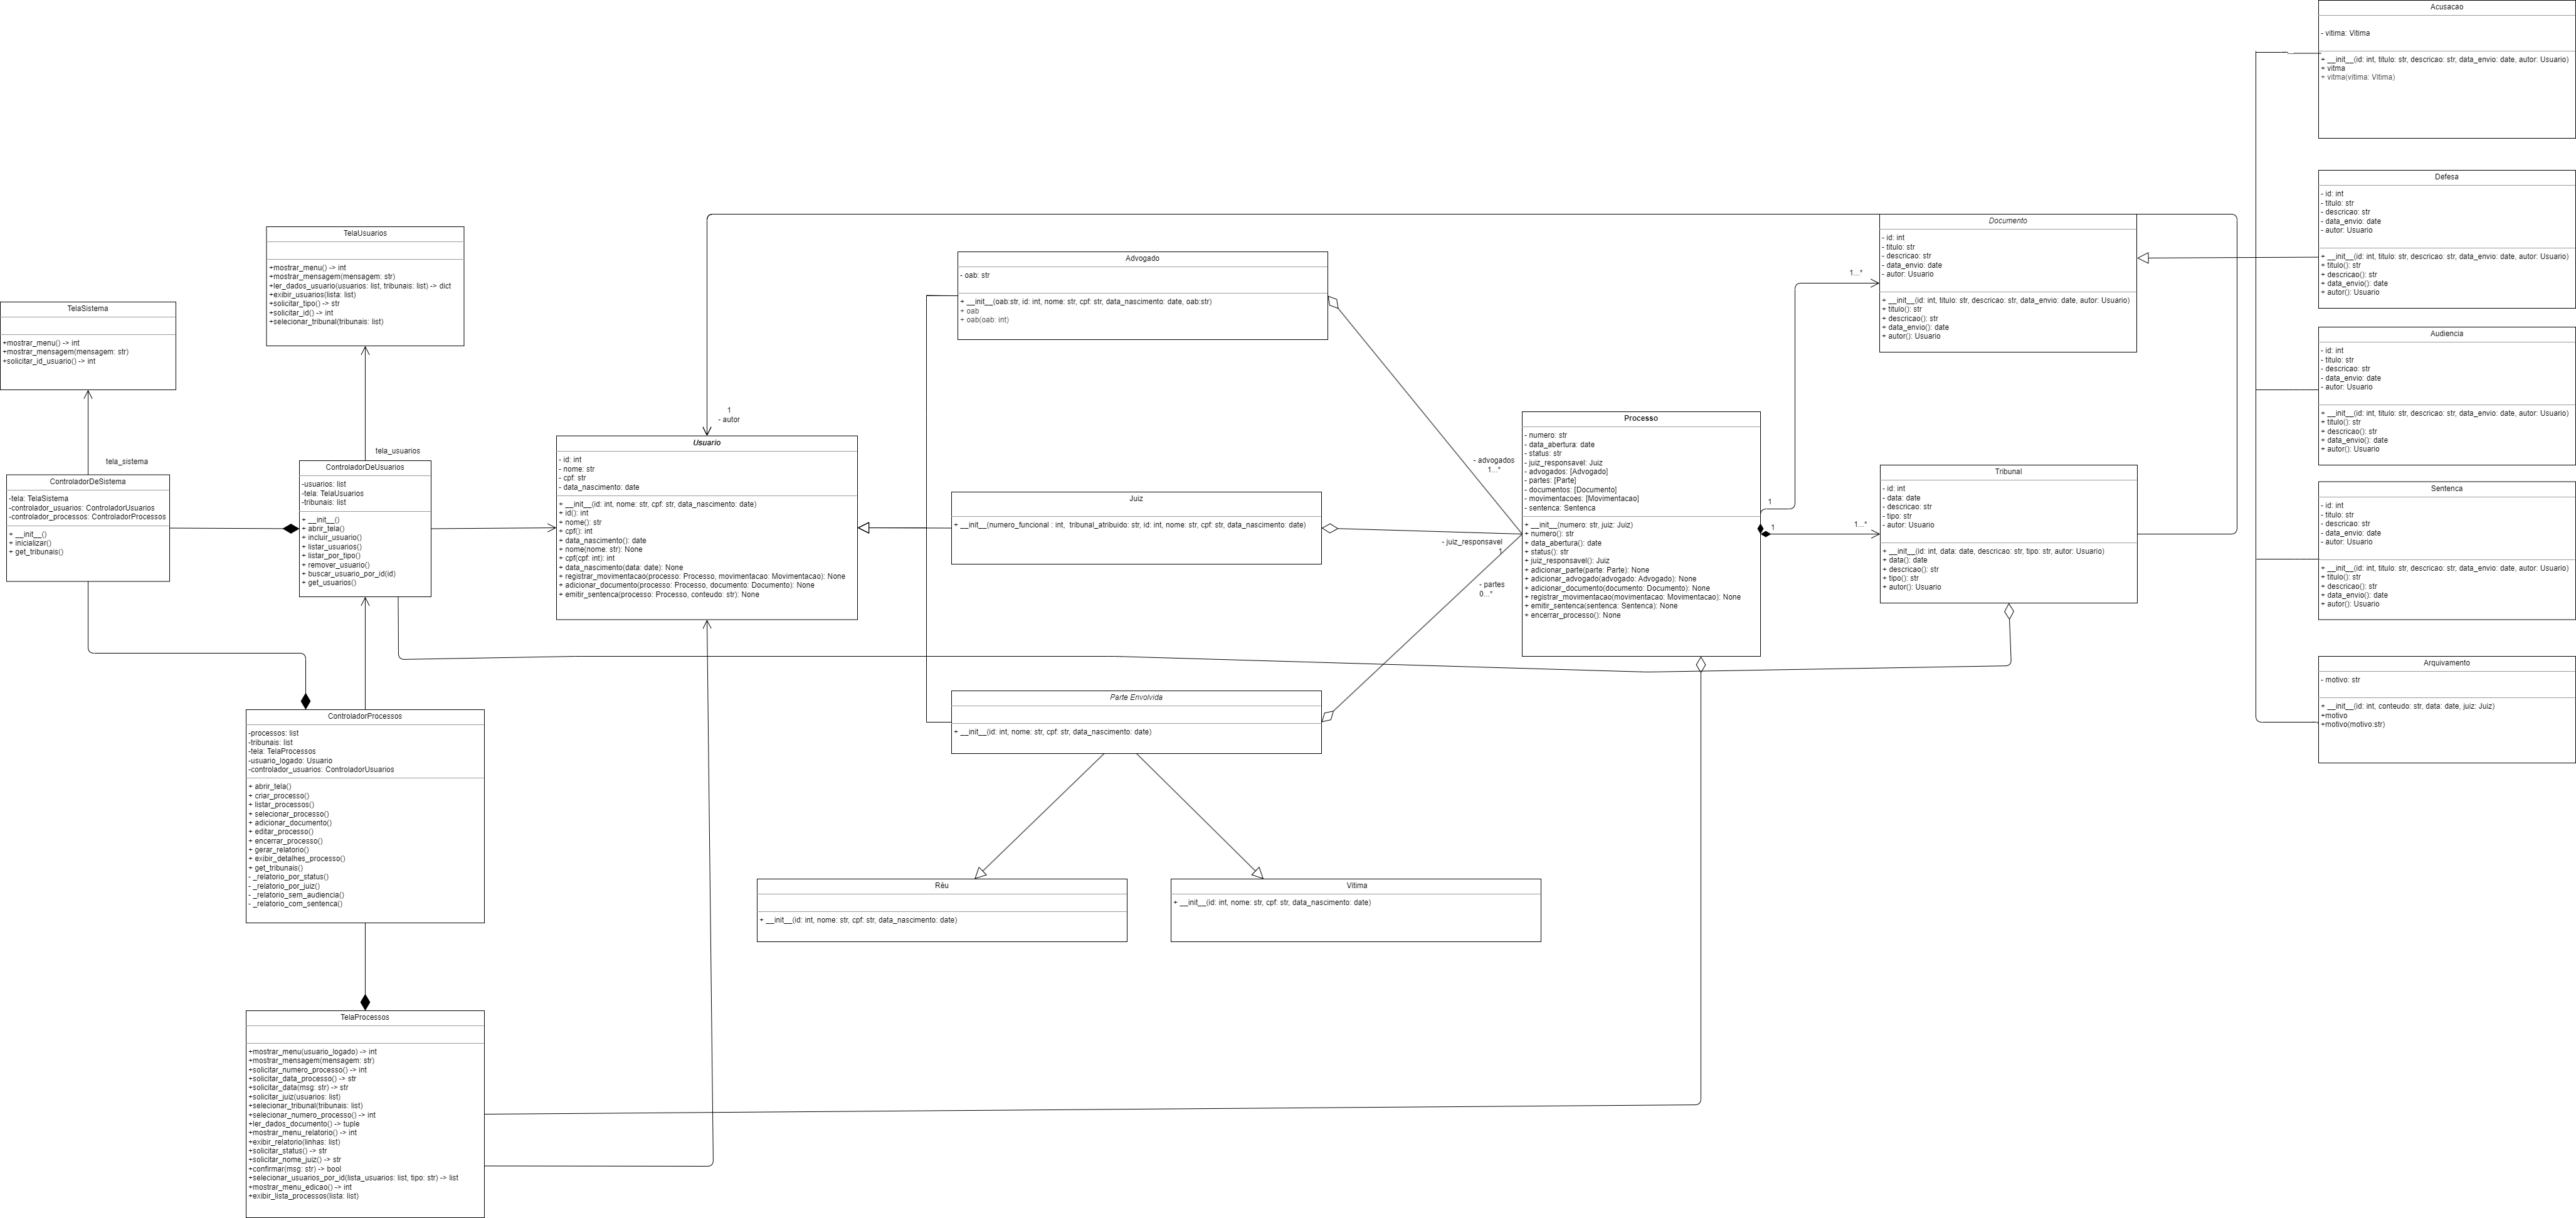 TelaSistema
+mostrar_menu() -> int
+mostrar_mensagem(mensagem: str)
+solicitar_id_usuario() -> int
tela_sistema
ControladorDeSistema
-tela: TelaSistema
-controlador_usuarios: ControladorUsuarios
-controlador_processos: ControladorProcessos
+ __init__()
+ inicializar()
+ get_tribunais()
TelaUsuarios
+mostrar_menu() -> int
+mostrar_mensagem(mensagem: str)
+ler_dados_usuario(usuarios: list, tribunais: list) -> dict
+exibir_usuarios(lista: list)
+solicitar_tipo() -> str
+solicitar_id() -> int
+selecionar_tribunal(tribunais: list)
tela_usuarios
ControladorDeUsuarios
-usuarios: list
-tela: TelaUsuarios
-tribunais: list
+ __init__()
+ abrir_tela()
+ incluir_usuario()
+ listar_usuarios()
+ listar_por_tipo()
+ remover_usuario()
+ buscar_usuario_por_id(id)
+ get_usuarios()
ControladorProcessos
-processos: list
-tribunais: list
-tela: TelaProcessos
-usuario_logado: Usuario
-controlador_usuarios: ControladorUsuarios
+ abrir_tela()
+ criar_processo()
+ listar_processos()
+ selecionar_processo()
+ adicionar_documento()
+ editar_processo()
+ encerrar_processo()
+ gerar_relatorio()
+ exibir_detalhes_processo()
+ get_tribunais()
- _relatorio_por_status()
- _relatorio_por_juiz()
- _relatorio_sem_audiencia()
- _relatorio_com_sentenca()
TelaProcessos
+mostrar_menu(usuario_logado) -> int
+mostrar_mensagem(mensagem: str)
+solicitar_numero_processo() -> int
+solicitar_data_processo() -> str
+solicitar_data(msg: str) -> str
+solicitar_juiz(usuarios: list)
+selecionar_tribunal(tribunais: list)
+selecionar_numero_processo() -> int
+ler_dados_documento() -> tuple
+mostrar_menu_relatorio() -> int
+exibir_relatorio(linhas: list)
+solicitar_status() -> str
+solicitar_nome_juiz() -> str
+confirmar(msg: str) -> bool
+selecionar_usuarios_por_id(lista_usuarios: list, tipo: str) -> list
+mostrar_menu_edicao() -> int
+exibir_lista_processos(lista: list)
1
- autor
Usuario
- id: int
- nome: str
- cpf: str
- data_nascimento: date
+ __init__(id: int, nome: str, cpf: str, data_nascimento: date)
+ id(): int
+ nome(): str
+ cpf(): int
+ data_nascimento(): date
+ nome(nome: str): None
+ cpf(cpf: int): int
+ data_nascimento(data: date): None
+ registrar_movimentacao(processo: Processo, movimentacao: Movimentacao): None
+ adicionar_documento(processo: Processo, documento: Documento): None
+ emitir_sentenca(processo: Processo, conteudo: str): None
Advogado
- oab: str
+ __init__(oab:str, id: int, nome: str, cpf: str, data_nascimento: date, oab:str)
+ oab
+ oab(oab: int)
Juiz
+ __init__(numero_funcional : int, tribunal_atribuido: str, id: int, nome: str, cpf: str, data_nascimento: date)
Parte Envolvida
+ __init__(id: int, nome: str, cpf: str, data_nascimento: date)
Rèu
+ __init__(id: int, nome: str, cpf: str, data_nascimento: date)
Vitima
+ __init__(id: int, nome: str, cpf: str, data_nascimento: date)
- advogados
1...*
- juiz_responsavel
1
- partes
0...*
Processo
- numero: str
- data_abertura: date
- status: str
- juiz_responsavel: Juiz
- advogados: [Advogado]
- partes: [Parte]
- documentos: [Documento]
- movimentacoes: [Movimentacao]
- sentenca: Sentenca
+ __init__(numero: str, juiz: Juiz)
+ numero(): str
+ data_abertura(): date
+ status(): str
+ juiz_responsavel(): Juiz
+ adicionar_parte(parte: Parte): None
+ adicionar_advogado(advogado: Advogado): None
+ adicionar_documento(documento: Documento): None
+ registrar_movimentacao(movimentacao: Movimentacao): None
+ emitir_sentenca(sentenca: Sentenca): None
+ encerrar_processo(): None
1
1...*
1
1...*
Documento
- id: int
- titulo: str
- descricao: str
- data_envio: date
- autor: Usuario
+ __init__(id: int, titulo: str, descricao: str, data_envio: date, autor: Usuario)
+ titulo(): str
+ descricao(): str
+ data_envio(): date
+ autor(): Usuario
Tribunal
- id: int
- data: date
- descricao: str
- tipo: str
- autor: Usuario
+ __init__(id: int, data: date, descricao: str, tipo: str, autor: Usuario)
+ data(): date
+ descricao(): str
+ tipo(): str
+ autor(): Usuario
Acusacao
- vitima: Vitima
+ __init__(id: int, titulo: str, descricao: str, data_envio: date, autor: Usuario)
+ vitma
+ vitma(vitima: Vitima)
Defesa
- id: int
- titulo: str
- descricao: str
- data_envio: date
- autor: Usuario
+ __init__(id: int, titulo: str, descricao: str, data_envio: date, autor: Usuario)
+ titulo(): str
+ descricao(): str
+ data_envio(): date
+ autor(): Usuario
Audiencia
- id: int
- titulo: str
- descricao: str
- data_envio: date
- autor: Usuario
+ __init__(id: int, titulo: str, descricao: str, data_envio: date, autor: Usuario)
+ titulo(): str
+ descricao(): str
+ data_envio(): date
+ autor(): Usuario
Sentenca
- id: int
- titulo: str
- descricao: str
- data_envio: date
- autor: Usuario
+ __init__(id: int, titulo: str, descricao: str, data_envio: date, autor: Usuario)
+ titulo(): str
+ descricao(): str
+ data_envio(): date
+ autor(): Usuario
Arquivamento
- motivo: str
+ __init__(id: int, conteudo: str, data: date, juiz: Juiz)
+motivo
+motivo(motivo:str)